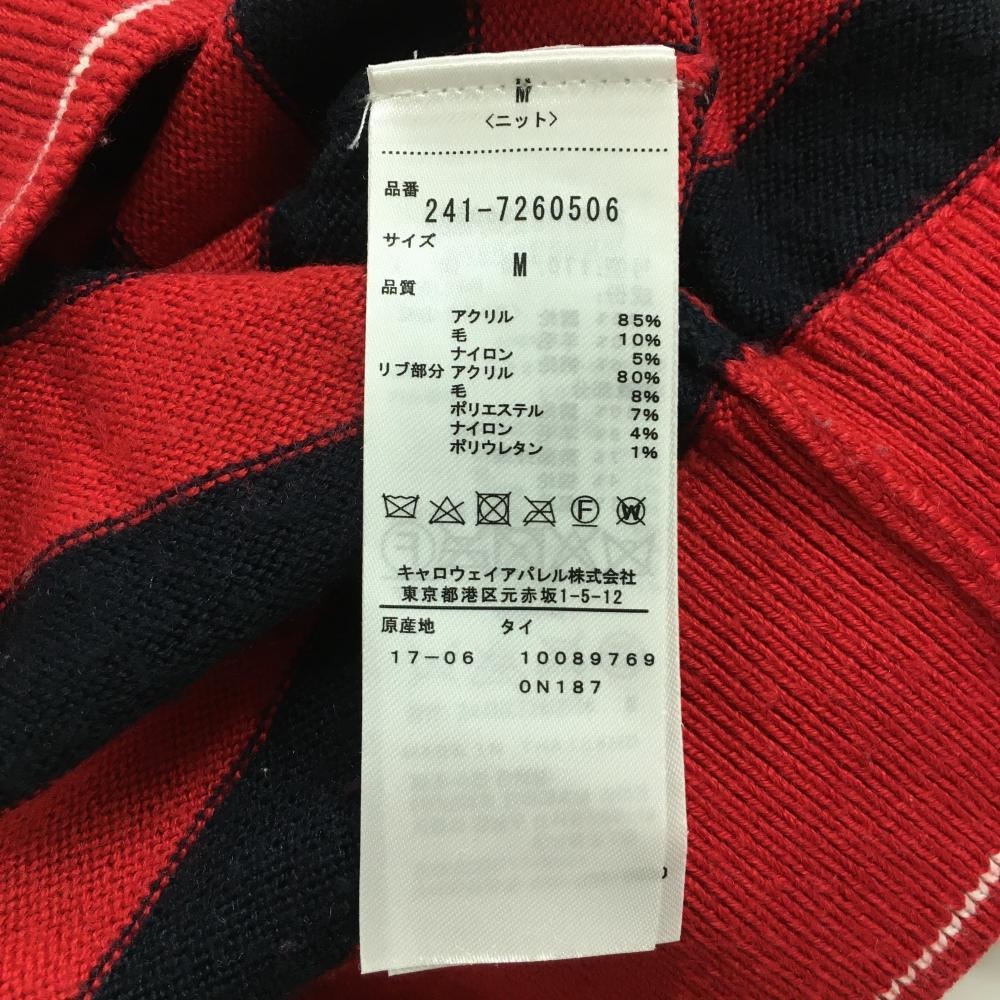 M
〈ニット〉
品番
241-7260506
サイズ
M
品質
アクリル 85%
毛 10%
ナイロン 5%
リブ部分 アクリル 80%
毛 8%
ポリエステル 7%
ナイロン 4%
ポリウレタン 1%
F W
キャロウェイアパレル株式会社
東京都港区元赤坂1-5-12
原産地 タイ
17-06 10089769
0N187